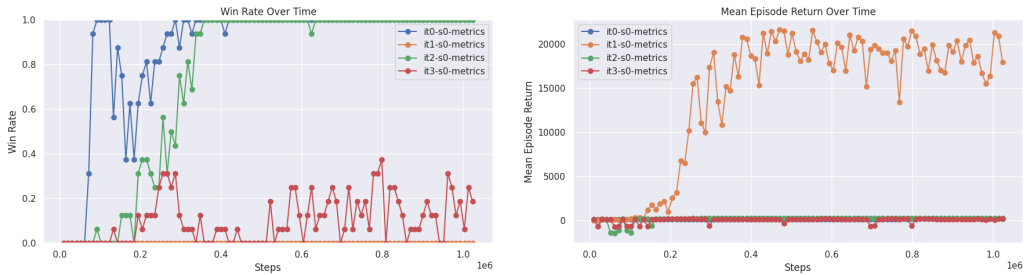 Win Rate Over Time
1.0
0.8
0.6
0.4
0.2
0.0
Win Rate
it0-s0-metrics
it1-s0-metrics
it2-s0-metrics
it3-s0-metrics
0.0
0.2
0.4
0.6
0.8
1.0
1e6
Steps
Mean Episode Return Over Time
20000
15000
10000
5000
0
Mean Episode Return
it0-s0-metrics
it1-s0-metrics
it2-s0-metrics
it3-s0-metrics
0.0
0.2
0.4
0.6
0.8
1.0
1e6
Steps